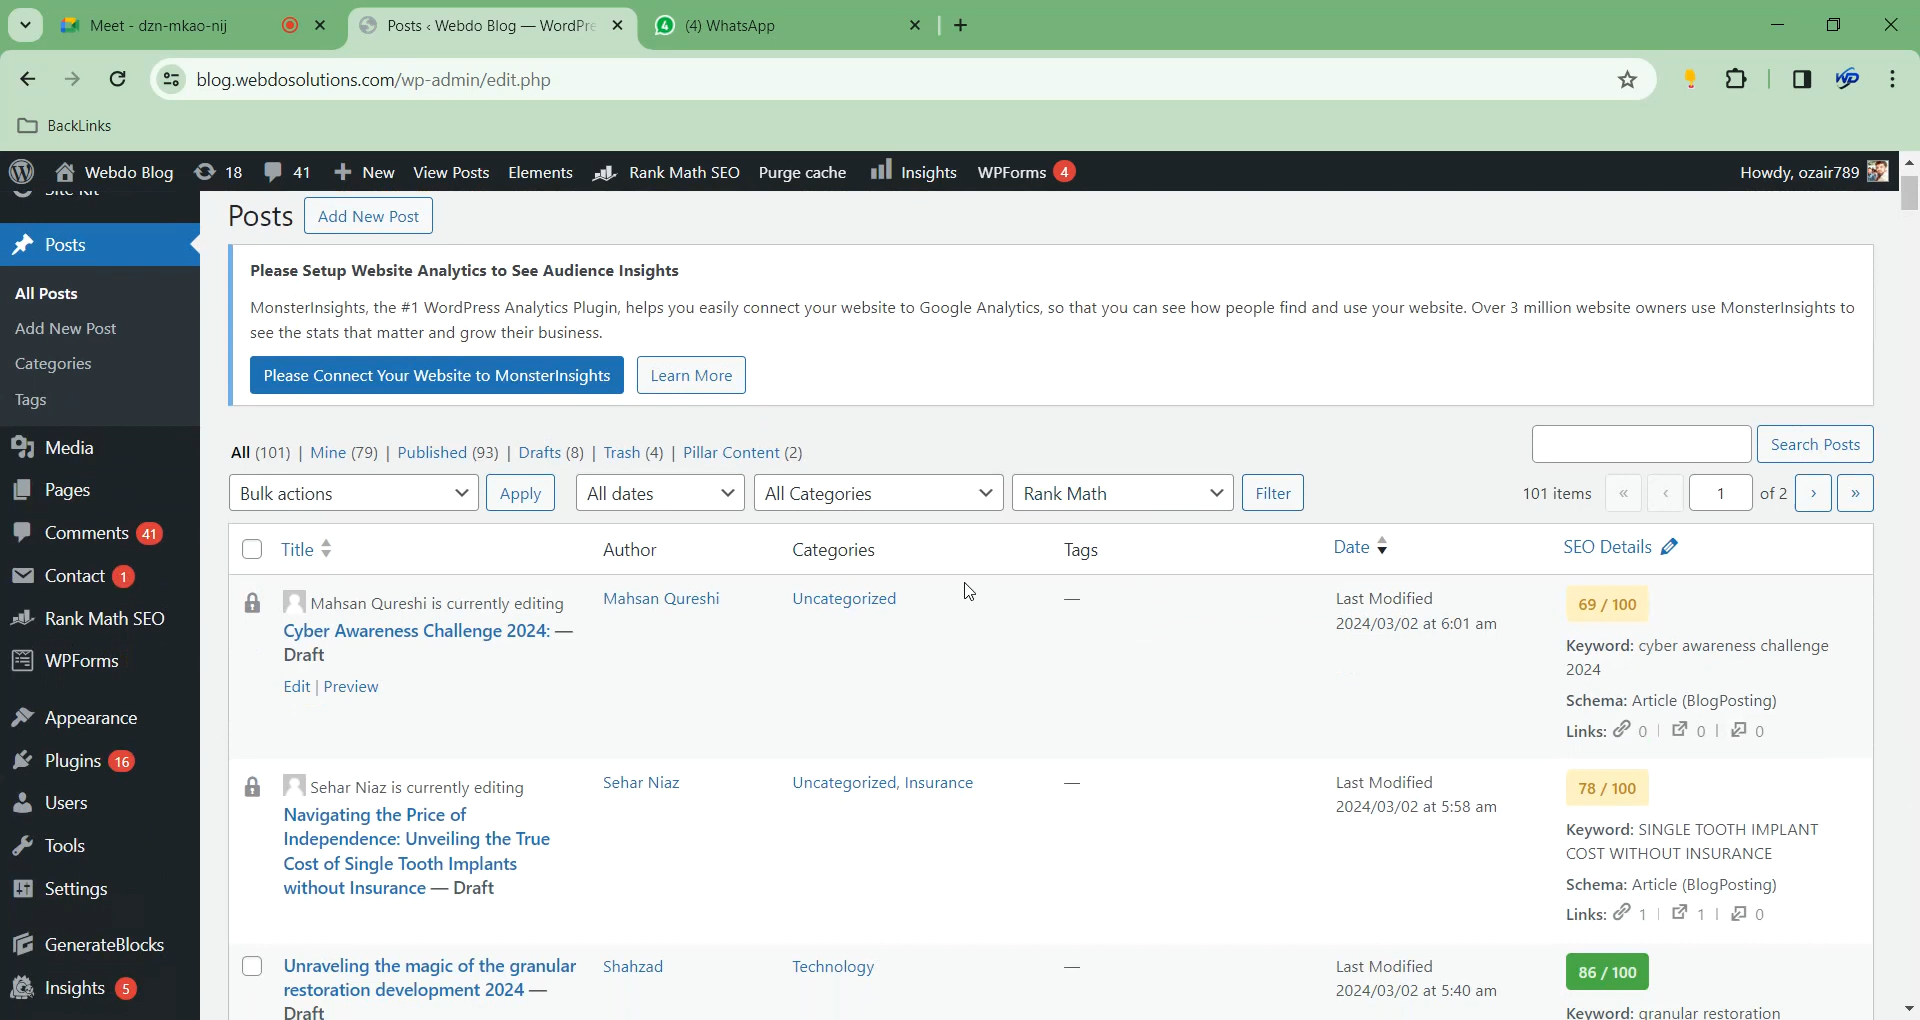 Meet - dzn-mkao-nij
Posts ‹ Webdo Blog — WordPre
(4) WhatsApp
blog.webdosolutions.com/wp-admin/edit.php
BackLinks
Webdo Blog 18 41 New View Posts Elements Rank Math SEO Purge cache Insights WPForms 4 Howdy, ozair789
Site Kit
Posts
All Posts
Add New Post
Categories
Tags
Media
Pages
Comments 41
Contact 1
Rank Math SEO
WPForms
Appearance
Plugins 16
Users
Tools
Settings
GenerateBlocks
Insights 5
Posts Add New Post
Please Setup Website Analytics to See Audience Insights
MonsterInsights, the #1 WordPress Analytics Plugin, helps you easily connect your website to Google Analytics, so that you can see how people find and use your website. Over 3 million website owners use MonsterInsights to
see the stats that matter and grow their business.
Please Connect Your Website to MonsterInsights Learn More
All (101) | Mine (79) | Published (93) | Drafts (8) | Trash (4) | Pillar Content (2)
Search Posts
Bulk actions Apply All dates All Categories Rank Math Filter 101 items « ‹ 1 of 2 › »
Title Author Categories Tags Date SEO Details
Mahsan Qureshi is currently editing
Cyber Awareness Challenge 2024: —
Draft
Edit | Preview
Mahsan Qureshi
Uncategorized
—
Last Modified
2024/03/02 at 6:01 am
69 / 100
Keyword: cyber awareness challenge
2024
Schema: Article (BlogPosting)
Links: 0 | 0 | 0
Sehar Niaz is currently editing
Navigating the Price of
Independence: Unveiling the True
Cost of Single Tooth Implants
without Insurance — Draft
Sehar Niaz
Uncategorized, Insurance
—
Last Modified
2024/03/02 at 5:58 am
78 / 100
Keyword: SINGLE TOOTH IMPLANT
COST WITHOUT INSURANCE
Schema: Article (BlogPosting)
Links: 1 | 1 | 0
Unraveling the magic of the granular
restoration development 2024 —
Draft
Shahzad
Technology
—
Last Modified
2024/03/02 at 5:40 am
86 / 100
Keyword: granular restoration